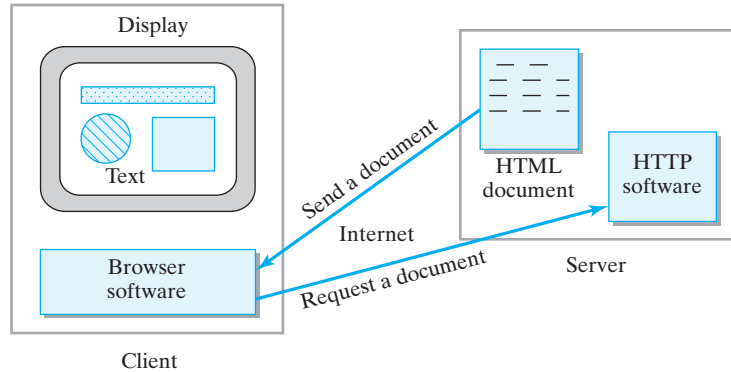 Display
Text
Browser
software
Client
Send a document
Internet
Request a document
HTML
document
HTTP
software
Server